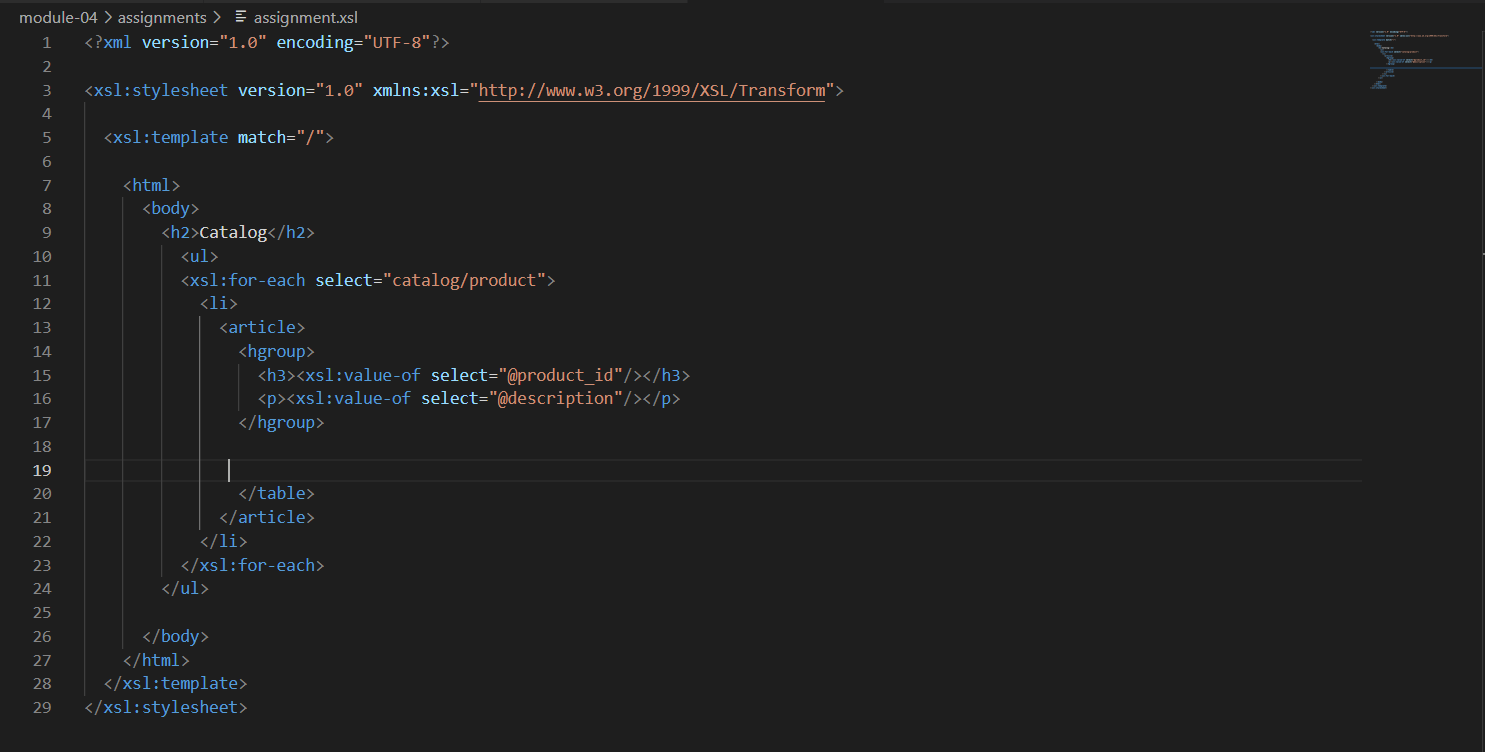 module-04 > assignments > assignment.xsl
1 <?xml version="1.0" encoding="UTF-8"?>
2
3 <xsl:stylesheet version="1.0" xmlns:xsl="http://www.w3.org/1999/XSL/Transform">
4
5 <xsl:template match="/">
6
7 <html>
8 <body>
9 <h2>Catalog</h2>
10 <ul>
11 <xsl:for-each select="catalog/product">
12 <li>
13 <article>
14 <hgroup>
15 <h3><xsl:value-of select="@product_id"/></h3>
16 <p><xsl:value-of select="@description"/></p>
17 </hgroup>
18
19
20 </table>
21 </article>
22 </li>
23 </xsl:for-each>
24 </ul>
25
26 </body>
27 </html>
28 </xsl:template>
29 </xsl:stylesheet>